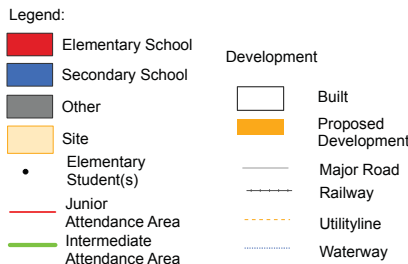 Legend:
Elementary School
Secondary School
Other
Site
Elementary
Student(s)
Junior
Attendance Area
Intermediate
Attendance Area
Development
Built
Proposed
Development
Major Road
Railway
Utilityline
Waterway